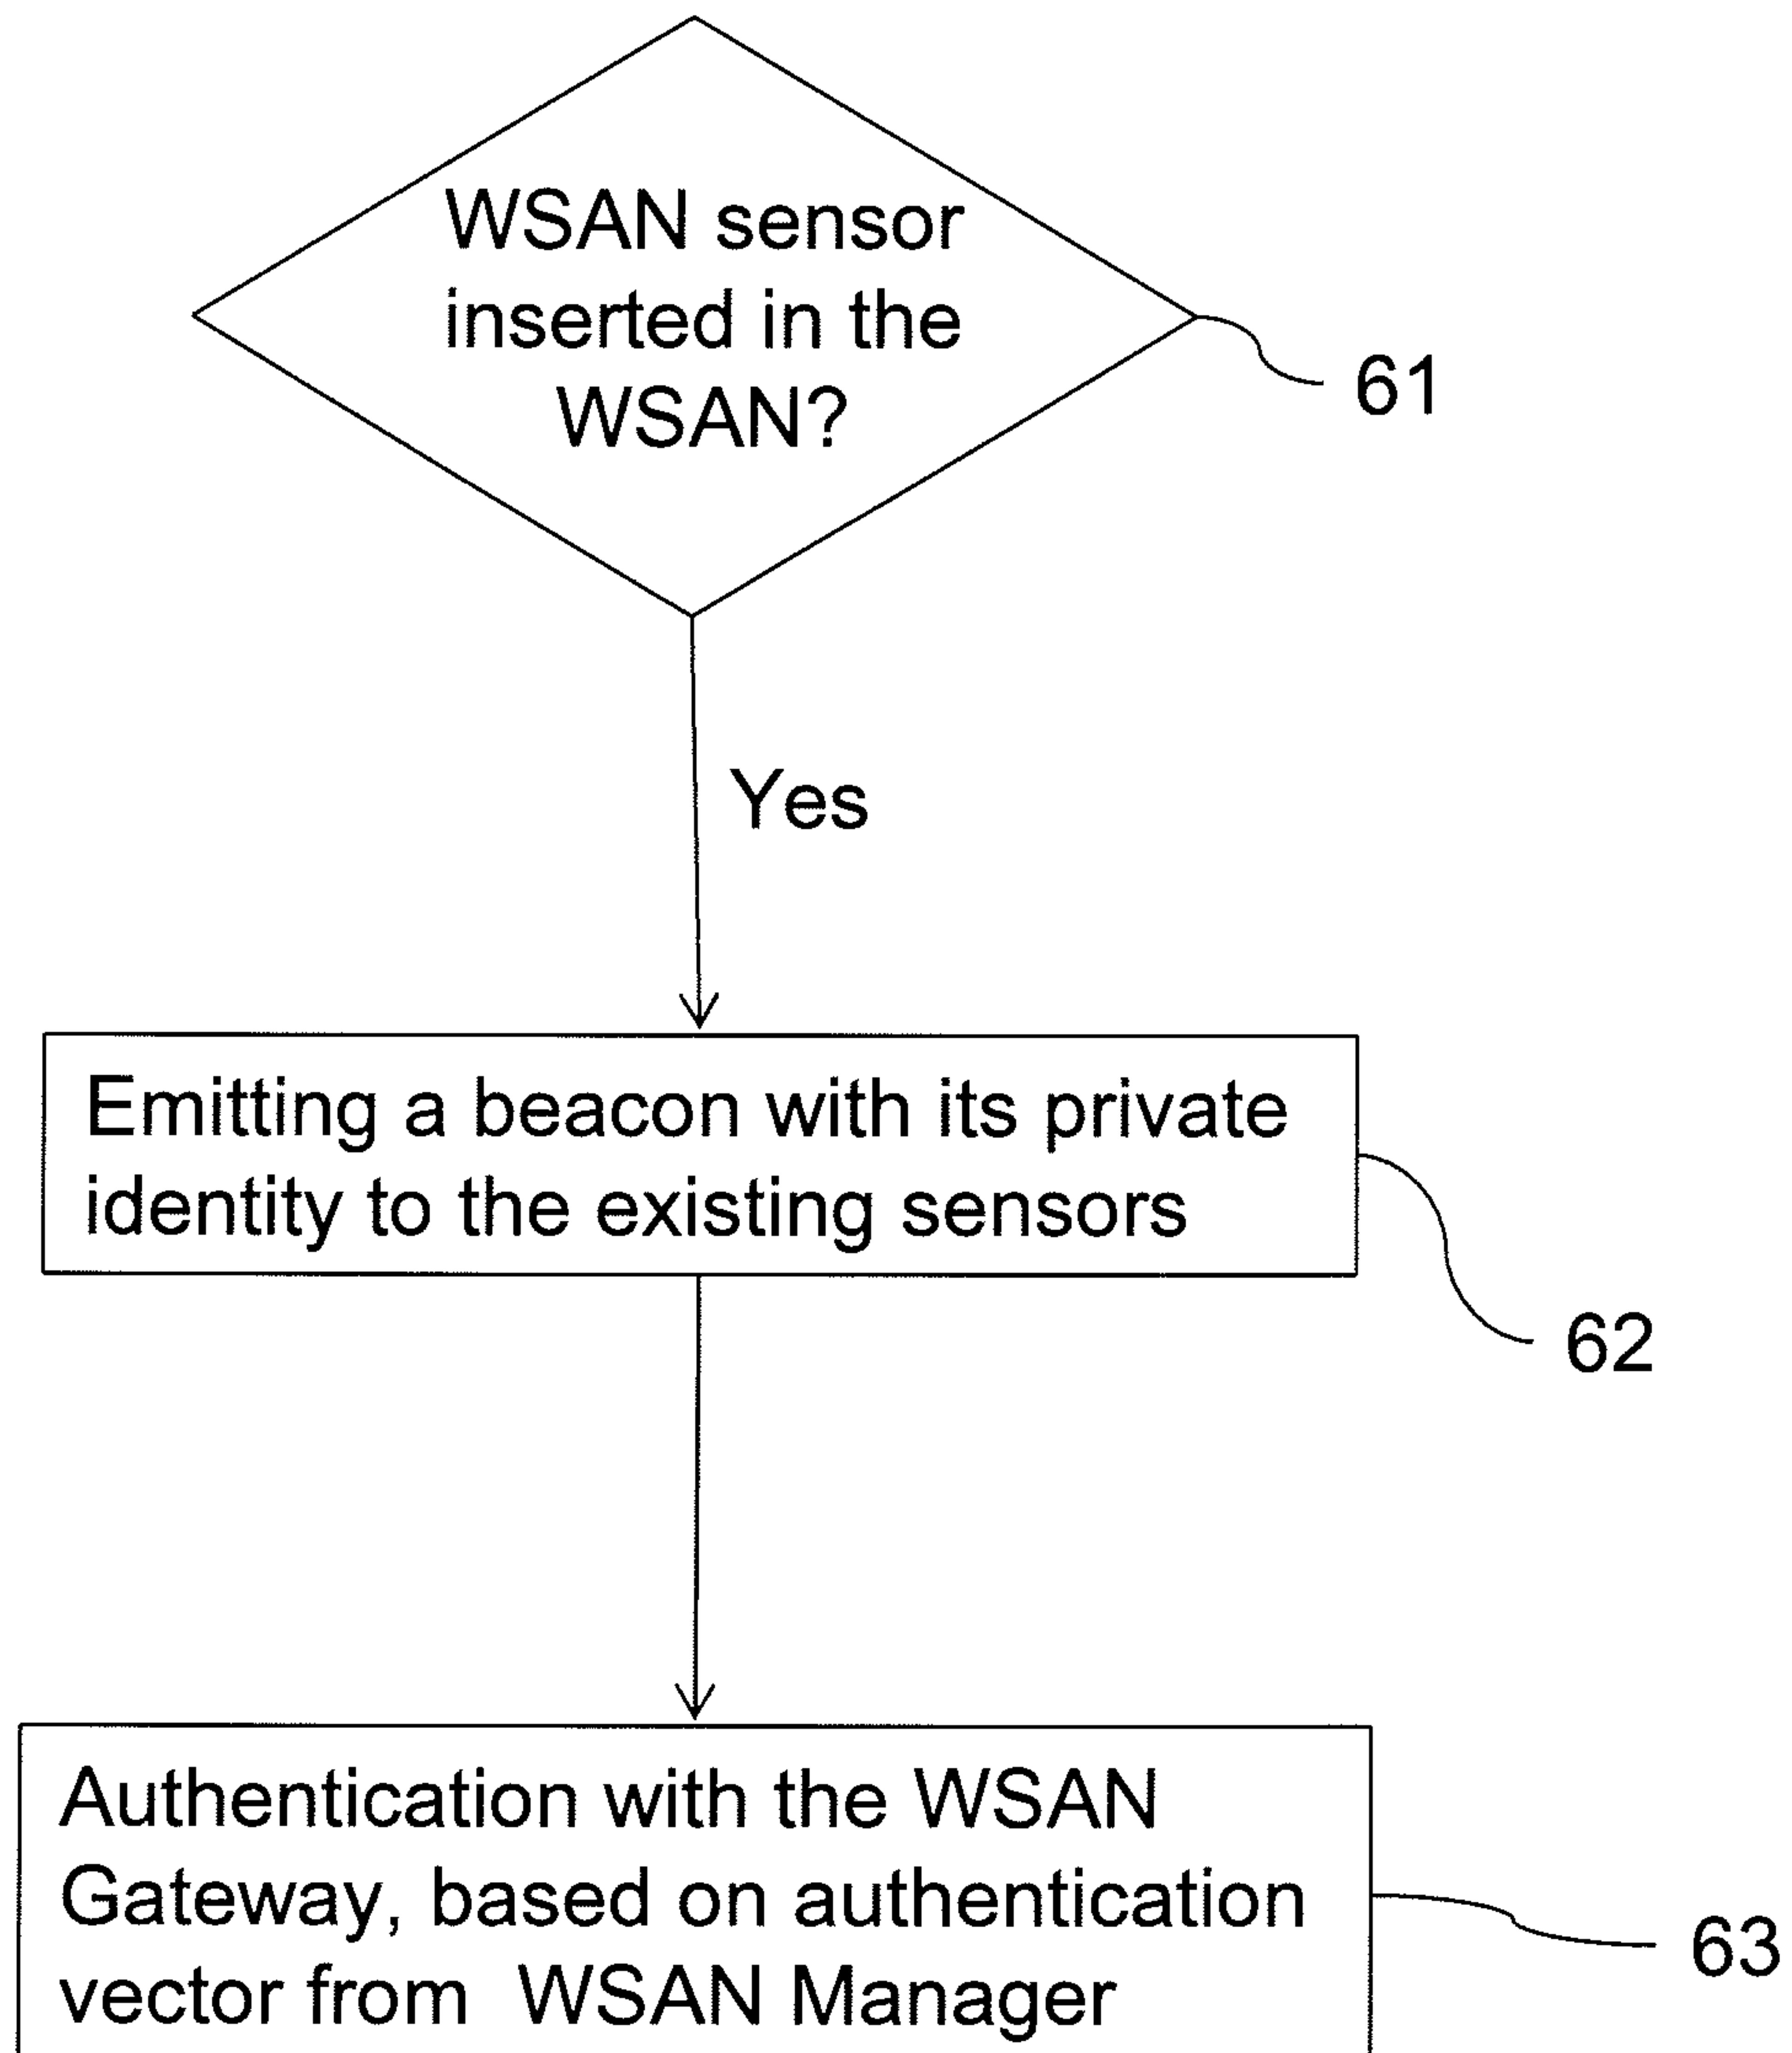 WSAN sensor
inserted in the
WSAN?
61
Yes
Emitting a beacon with its private
identity to the existing sensors
62
Authentication with the WSAN
Gateway, based on authentication
vector from WSAN Manager
63